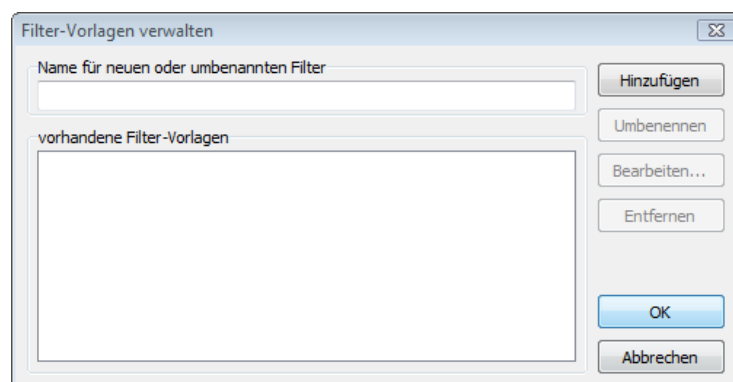 Filter-Vorlagen verwalten
Name für neuen oder umbenannten Filter
Hinzufügen
Umbenennen
vorhandene Filter-Vorlagen
Bearbeiten...
Entfernen
OK
Abbrechen